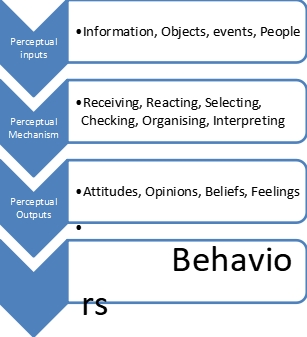 Perceptual
inputs
•Information, Objects, events, People
Perceptual
Mechanism
•Receiving, Reacting, Selecting,
Checking, Organising, Interpreting
Perceptual
Outputs
•Attitudes, Opinions, Beliefs, Feelings
•
Behavio
rs